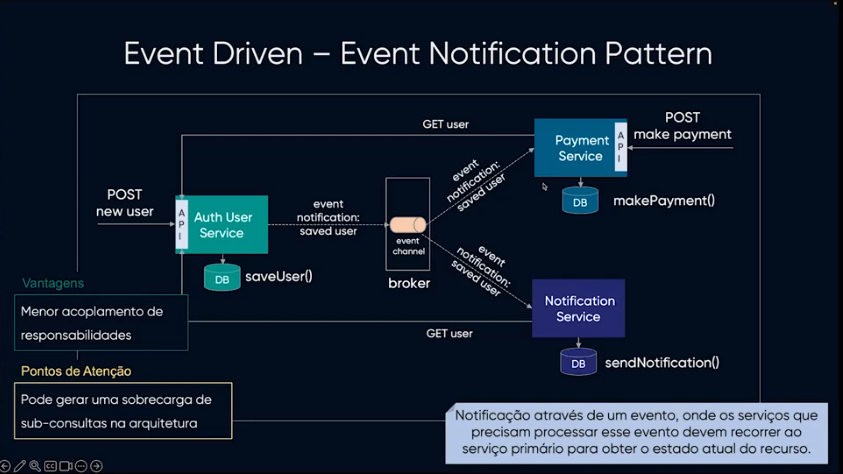 Event Driven – Event Notification Pattern
GET user
POST
make payment
Payment
Service
API
event
notification:
saved user
DB
makePayment()
POST
new user
API
Auth User
Service
event
notification:
saved user
event
channel
broker
DB
saveUser()
event
notification:
saved user
Notification
Service
GET user
DB
sendNotification()
Vantagens
Menor acoplamento de
responsabilidades
Pontos de Atenção
Pode gerar uma sobrecarga de
sub-consultas na arquitetura
Notificação através de um evento, onde os serviços que
precisam processar esse evento devem recorrer ao
serviço primário para obter o estado atual do recurso.